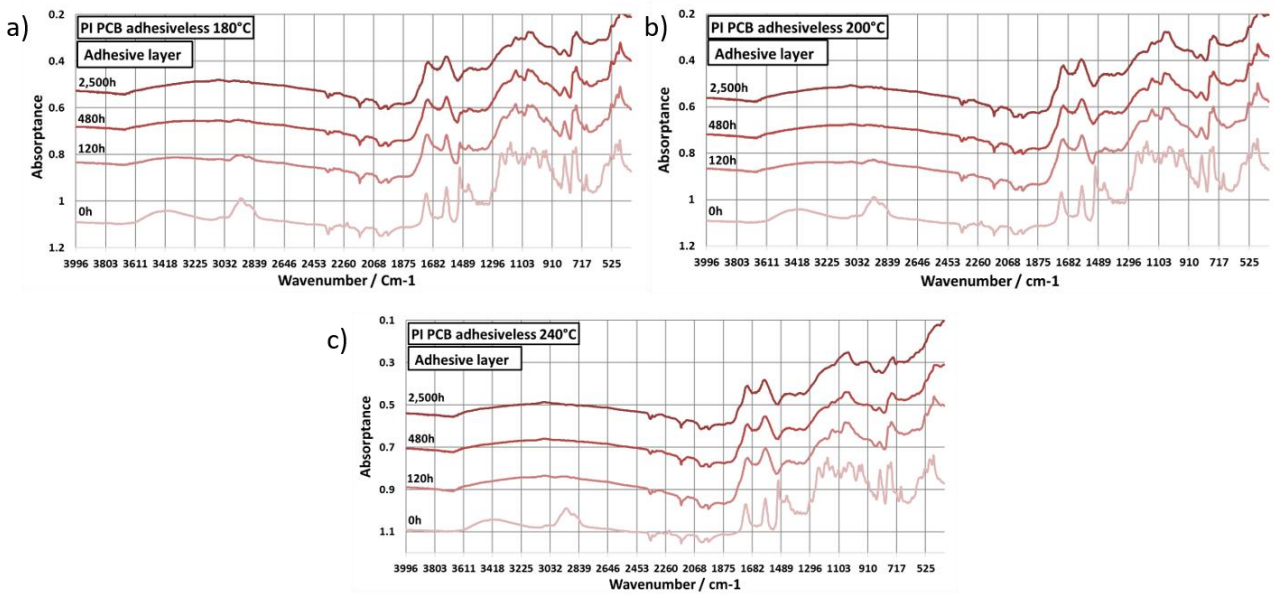 a)
PI PCB adhesiveless 180°C
Adhesive layer
2,500h
480h
120h
0h
Absorptance
0.2
0.4
0.6
0.8
1
1.2
3996 3803 3611 3418 3225 3032 2839 2646 2453 2260 2067 1875 1682 1489 1296 1103 910 717 525
Wavenumber / Cm-1
b)
PI PCB adhesiveless 200°C
Adhesive layer
2,500h
480h
120h
0h
Absorptance
0.2
0.4
0.6
0.8
1
1.2
3996 3803 3611 3418 3225 3032 2839 2646 2453 2260 2068 1875 1682 1489 1296 1103 910 717 525
Wavenumber / cm-1
c)
PI PCB adhesiveless 240°C
Adhesive layer
2,500h
480h
120h
0h
Absorptance
0.1
0.3
0.5
0.7
0.9
1.1
3996 3803 3611 3418 3225 3032 2839 2646 2453 2260 2068 1875 1682 1489 1296 1103 910 717 525
Wavenumber / cm-1